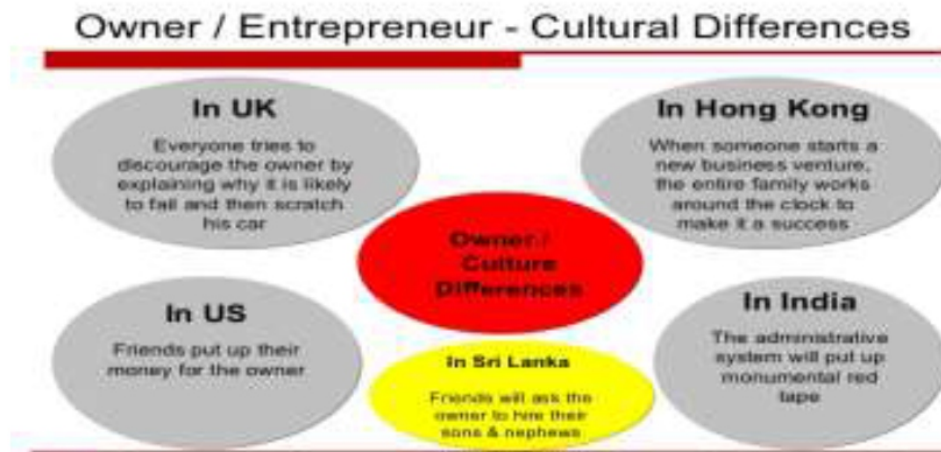 Owner / Entrepreneur - Cultural Differences
In UK
Everyone tries to
discourage the owner by
explaining why it is likely
to fail and then scratch
his car
In Hong Kong
When someone starts a
new business venture,
the entire family works
around the clock to
make it a success
Owner /
Culture
Differences
In US
Friends put up their
money for the owner
In Sri Lanka
Friends will ask the
owner to hire their
sons & nephews
In India
The administrative
system will put up
monumental red
tape